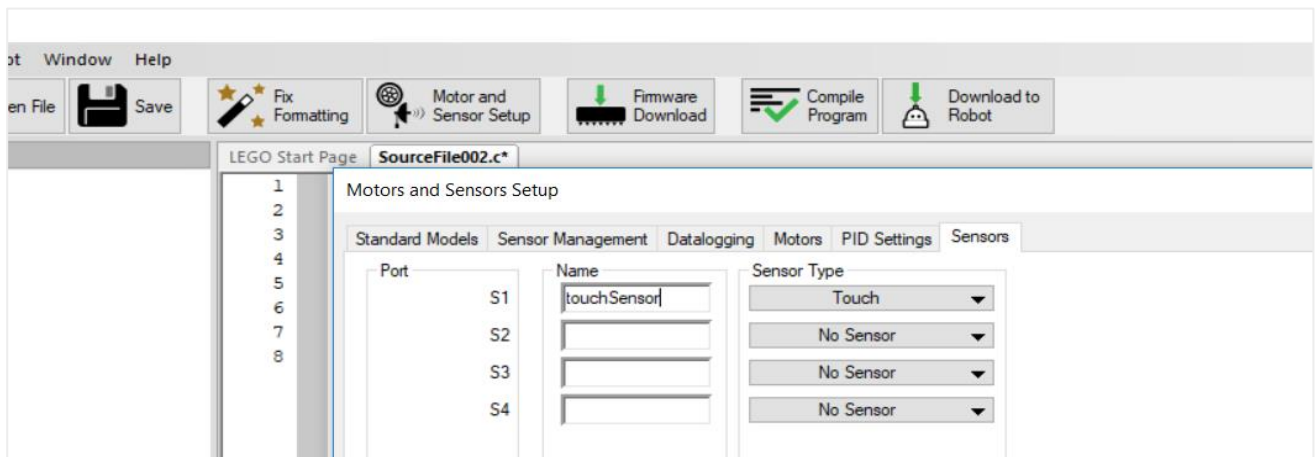 ot Window Help
en File Save Fix Formatting Motor and Sensor Setup Firmware Download Compile Program Download to Robot
LEGO Start Page SourceFile002.c*
1
2
3
4
5
6
7
8
Motors and Sensors Setup
Standard Models Sensor Management Datalogging Motors PID Settings Sensors
Port Name Sensor Type
S1 touchSensor Touch
S2 No Sensor
S3 No Sensor
S4 No Sensor